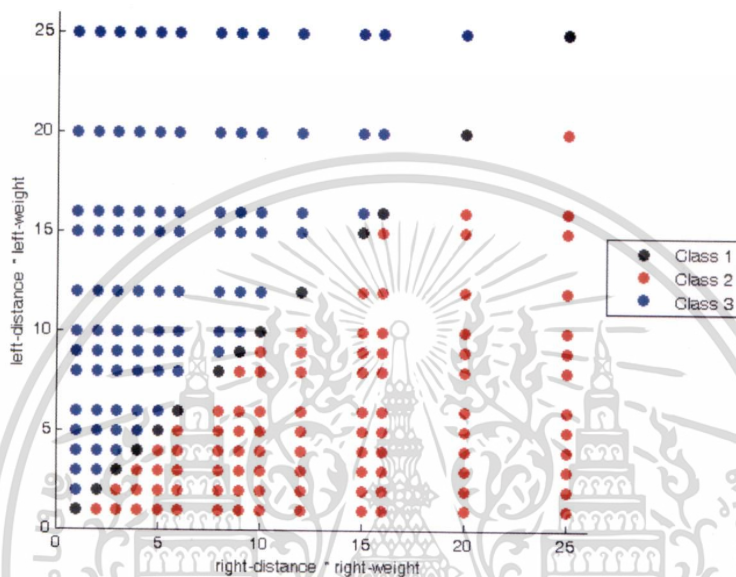 25
20
15
10
5
0
left-distance * left-weight
0 5 10 15 20 25
right-distance * right-weight
Class 1
Class 2
Class 3